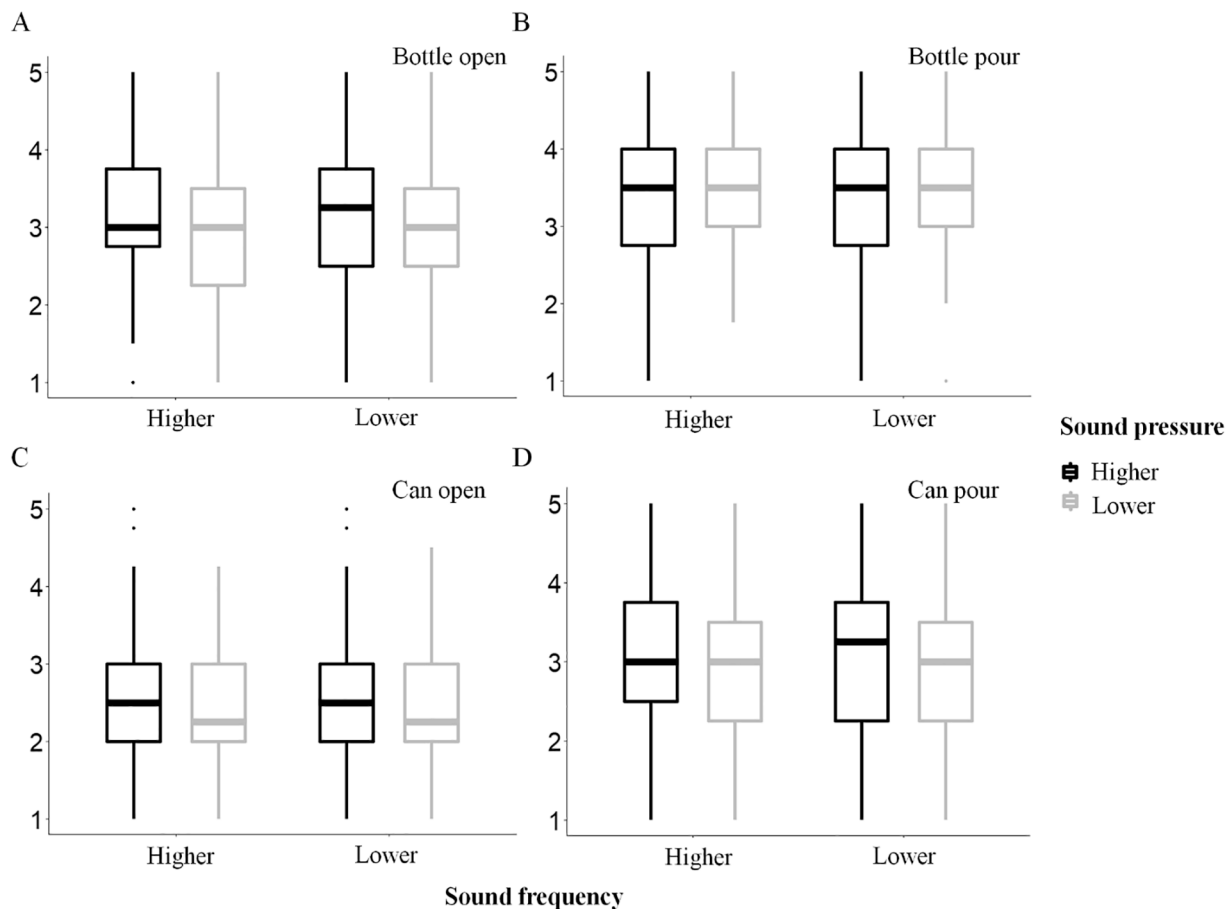 A
Bottle open
5
4
3
2
1
Higher Lower
B
Bottle pour
5
4
3
2
1
Higher Lower
C
Can open
5
4
3
2
1
Higher Lower
D
Can pour
5
4
3
2
1
Higher Lower
Sound pressure
Higher
Lower
Sound frequency